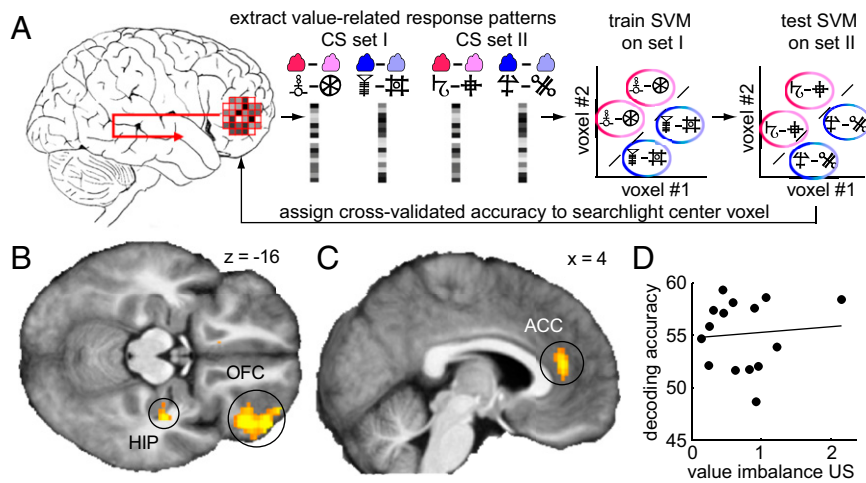 A
extract value-related response patterns
CS set I
CS set II
train SVM
on set I
test SVM
on set II
voxel #2
voxel #1
voxel #2
voxel #1
assign cross-validated accuracy to searchlight center voxel
B
z = -16
OFC
HIP
C
x = 4
ACC
D
decoding accuracy
60
55
50
45
0
1
2
value imbalance US